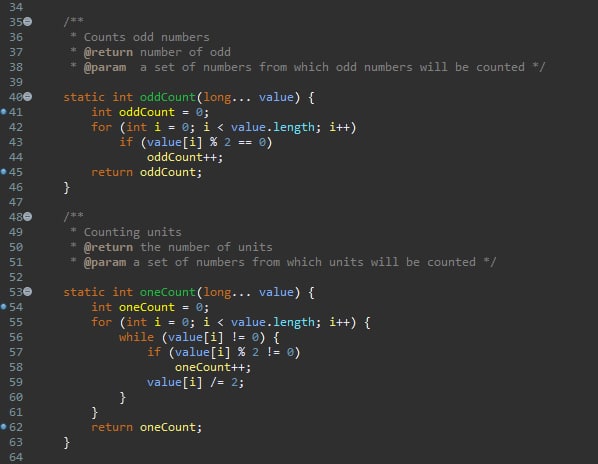 34
35 /**
36 * Counts odd numbers
37 * @return number of odd
38 * @param  a set of numbers from which odd numbers will be counted */
39
40 static int oddCount(long... value) {
41 int oddCount = 0;
42 for (int i = 0; i < value.length; i++)
43 if (value[i] % 2 == 0)
44 oddCount++;
45 return oddCount;
46 }
47
48 /**
49 * Counting units
50 * @return the number of units
51 * @param a set of numbers from which units will be counted */
52
53 static int oneCount(long... value) {
54 int oneCount = 0;
55 for (int i = 0; i < value.length; i++) {
56 while (value[i] != 0) {
57 if (value[i] % 2 != 0)
58 oneCount++;
59 value[i] /= 2;
60 }
61 }
62 return oneCount;
63 }
64